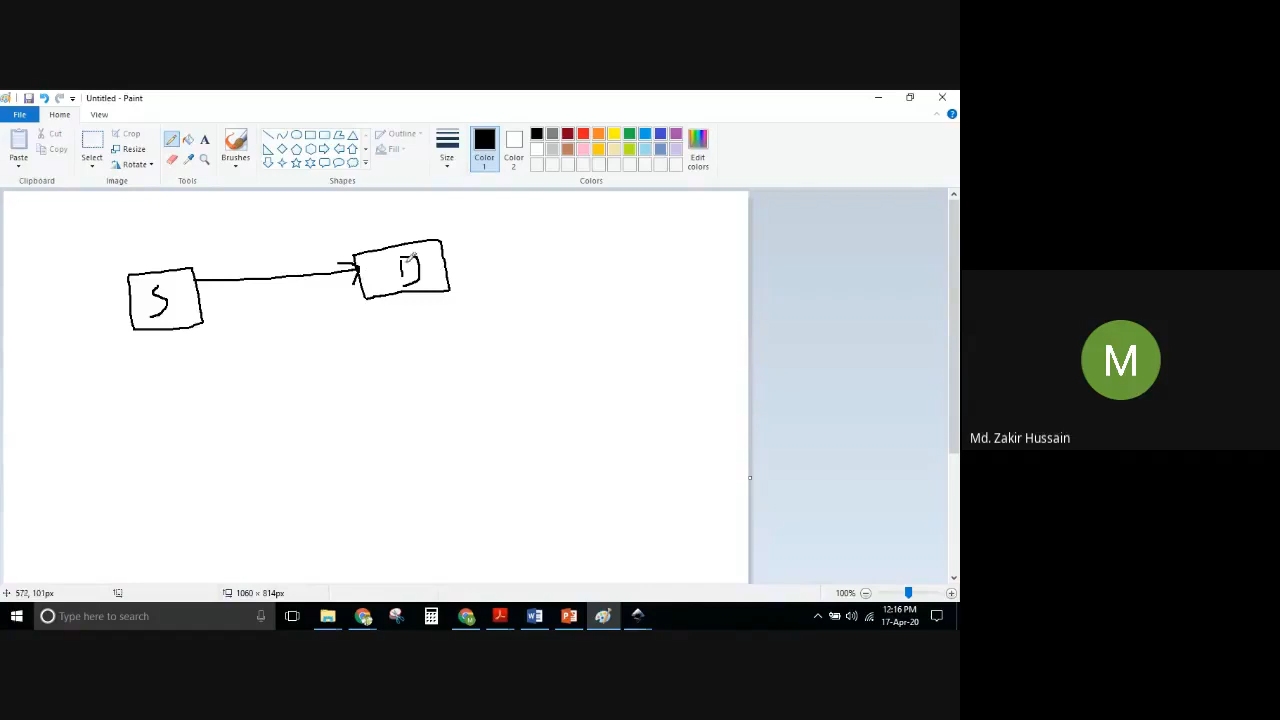 Untitled - Paint
File
Home
View
Paste
Cut
Copy
Clipboard
Select
Crop
Resize
Rotate
Image
Tools
Brushes
Shapes
Outline
Fill
Size
Color
1
Color
2
Edit
colors
Colors
S
D
M
Md. Zakir Hussain
572, 101px
1060 × 814px
100%
Type here to search
12:16 PM
17-Apr-20